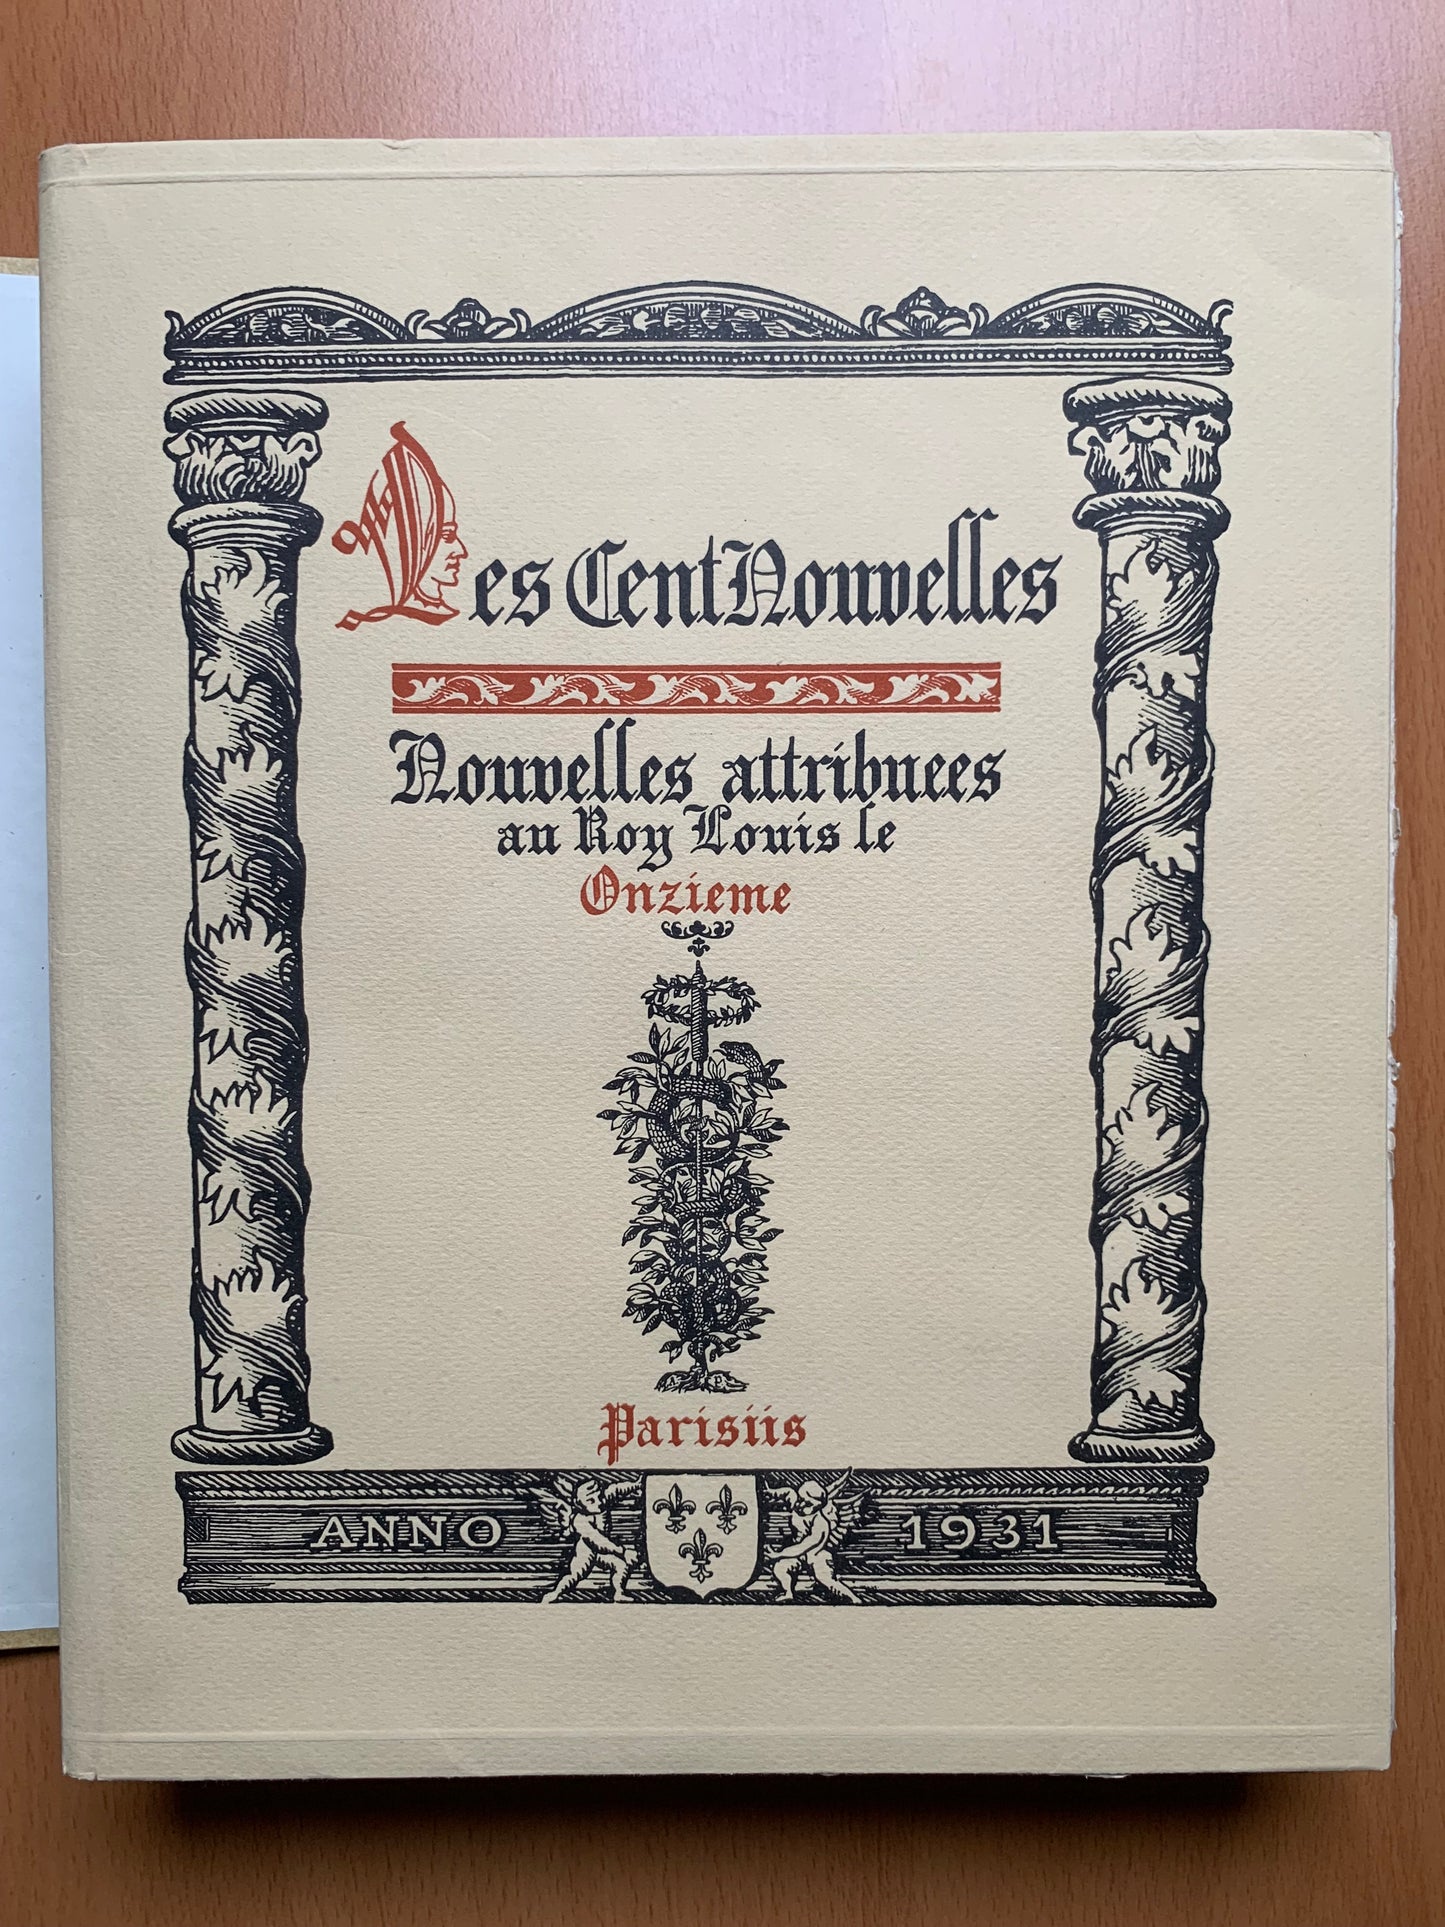 Les Cent Nouvelles
Nouvelles attribuees
au Roy Louis le
Onzieme
A P
Parisiis
ANNO 1931